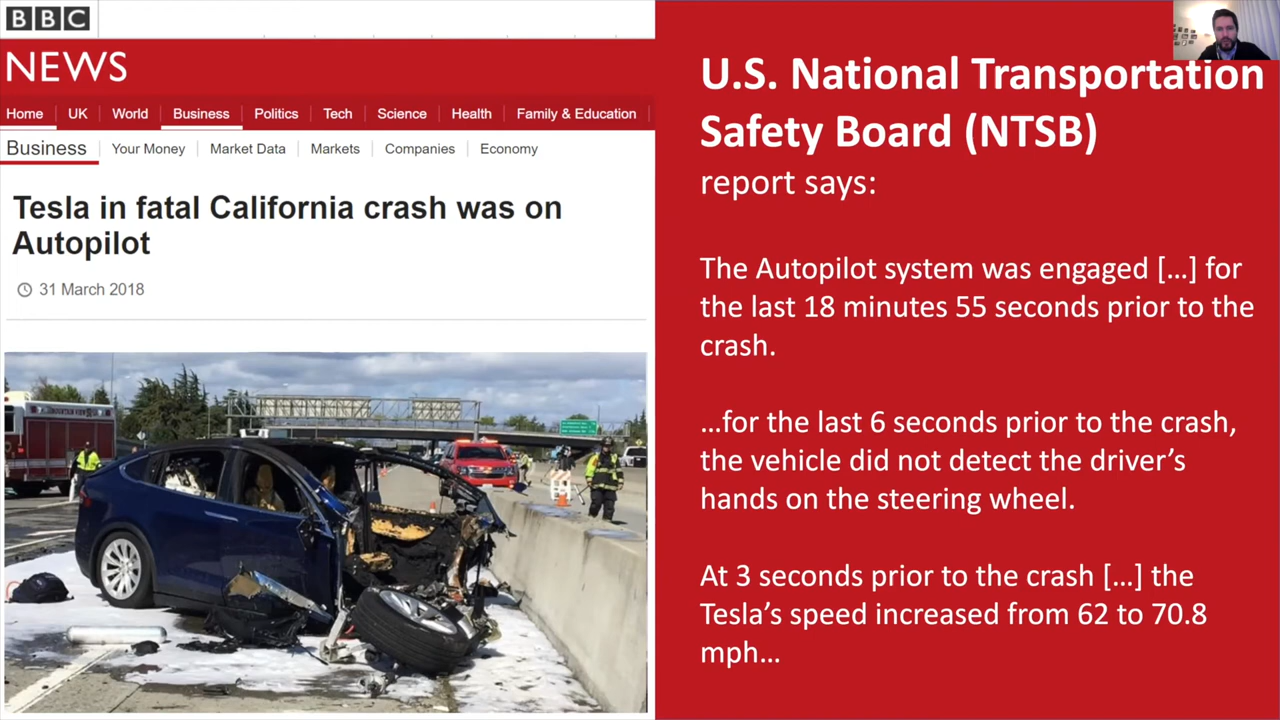 BBC
NEWS
Home UK World Business Politics Tech Science Health Family & Education
Business Your Money Market Data Markets Companies Economy
Tesla in fatal California crash was on
Autopilot
31 March 2018
U.S. National Transportation
Safety Board (NTSB)
report says:
The Autopilot system was engaged […] for
the last 18 minutes 55 seconds prior to the
crash.
…for the last 6 seconds prior to the crash,
the vehicle did not detect the driver’s
hands on the steering wheel.
At 3 seconds prior to the crash […] the
Tesla’s speed increased from 62 to 70.8
mph…